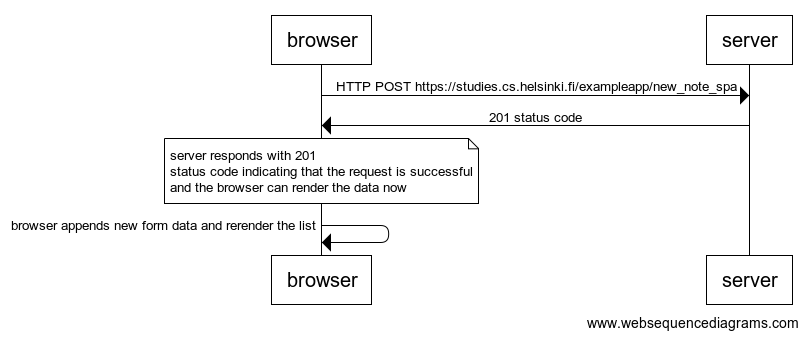 browser
server
HTTP POST https://studies.cs.helsinki.fi/exampleapp/new_note_spa
201 status code
server responds with 201
status code indicating that the request is successful
and the browser can render the data now
browser appends new form data and rerender the list
browser
server
www.websequencediagrams.com